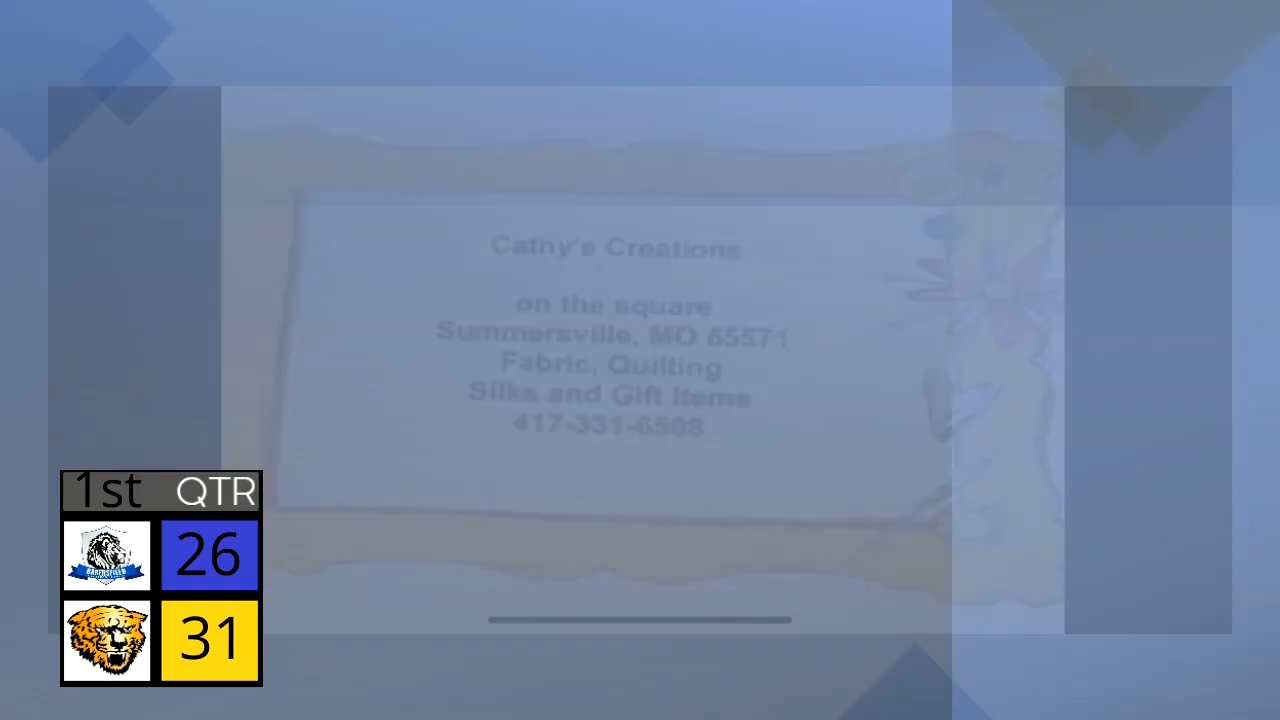 Cathy's Creations
on the square
Summersville, MO 65571
Fabric, Quilting
Silks and Gift Items
417-331-6508
1st QTR
BAKERSFIELD
26
31